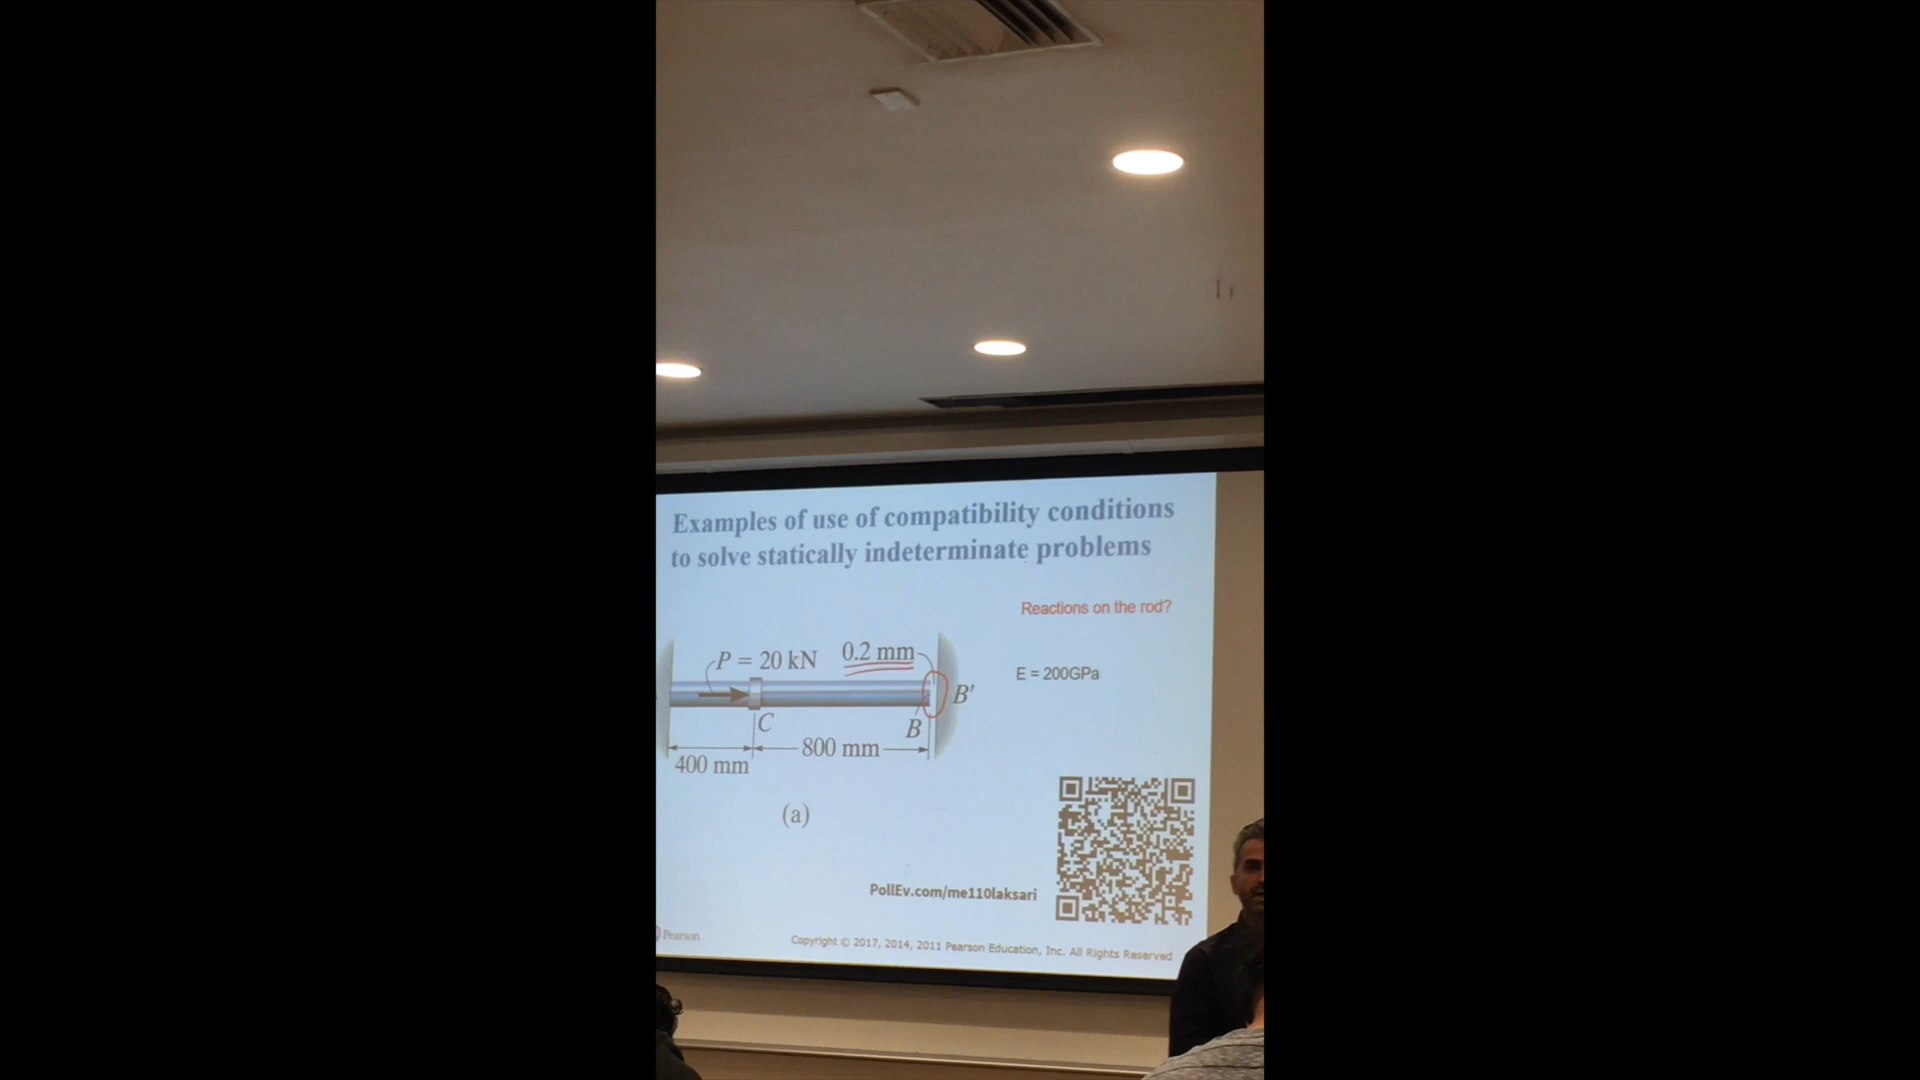 Examples of use of compatibility conditions
to solve statically indeterminate problems
Reactions on the rod?
P = 20 kN
0.2 mm
E = 200GPa
B'
C
B
800 mm
400 mm
(a)
PollEv.com/me110laksari
Pearson
Copyright © 2017, 2014, 2011 Pearson Education, Inc. All Rights Reserved